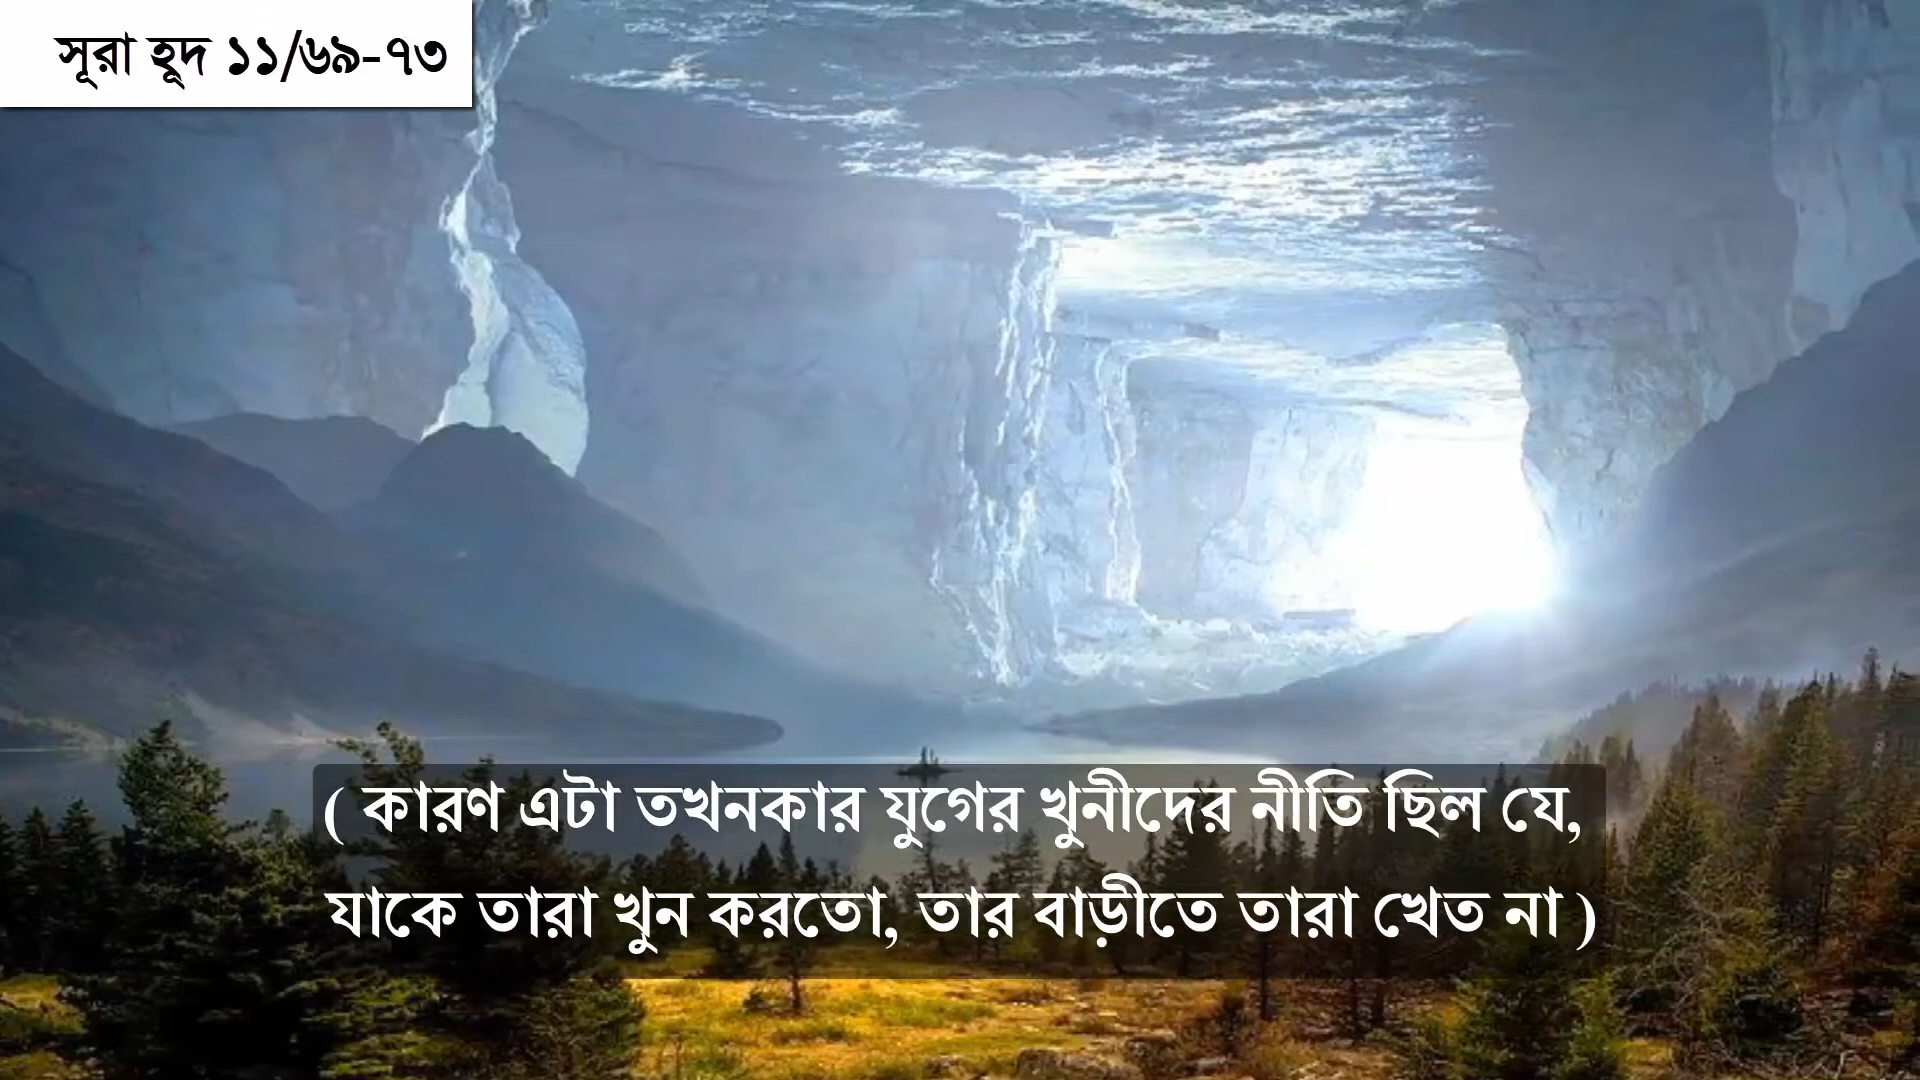 সূরা হূদ ১১/৬৯-৭৩
( কারণ এটা তখনকার যুগের খুনীদের নীতি ছিল যে,
যাকে তারা খুন করতো, তার বাড়ীতে তারা খেত না )